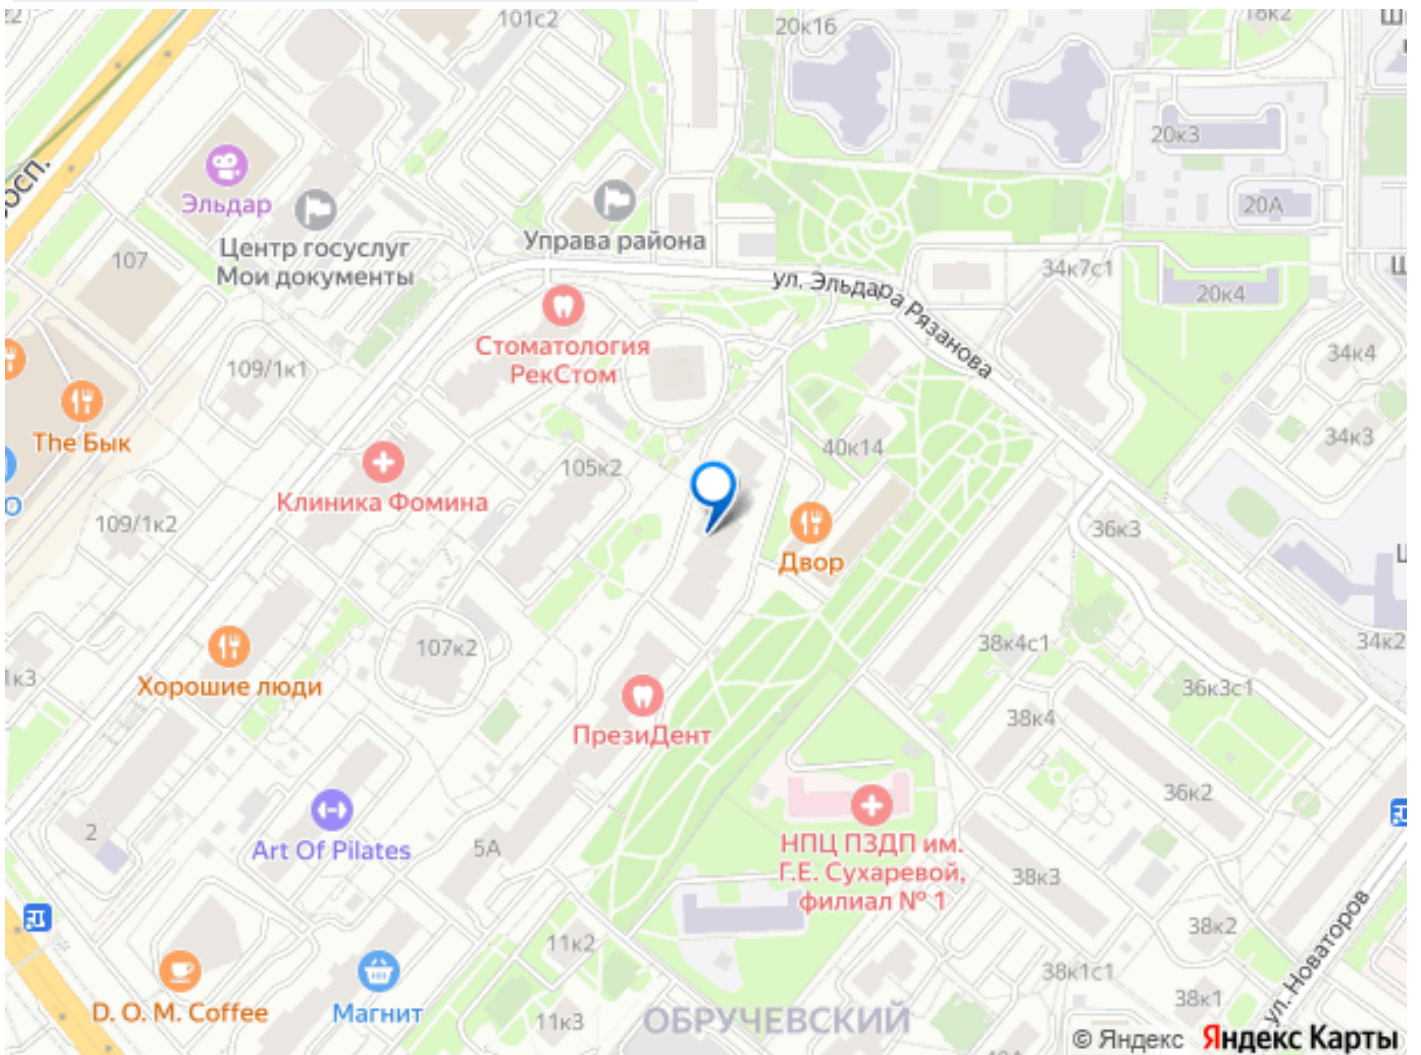 101с2
20к16
18к2
20к3
20А
Эльдар
Центр госуслуг
Мои документы
Управа района
107
ул. Эльдара Рязанова
34к7с1
20к4
Стоматология
РекСтом
109/1к1
34к4
The Бык
34к3
40к14
105к2
Клиника Фомина
109/1к2
Двор
36к3
38к4с1
34к2
107к2
1к3
Хорошие люди
36к3с1
38к4
ПрезиДент
36к2
2
Art Of Pilates
5А
НПЦ ПЗДП им.
Г.Е. Сухаревой,
филиал № 1
38к3
38к2
ул. Новаторов
11к2
38к1с1
38к1
D. O. M. Coffee
Магнит
11к3
ОБРУЧЕВСКИЙ
© Яндекс Яндекс Карты